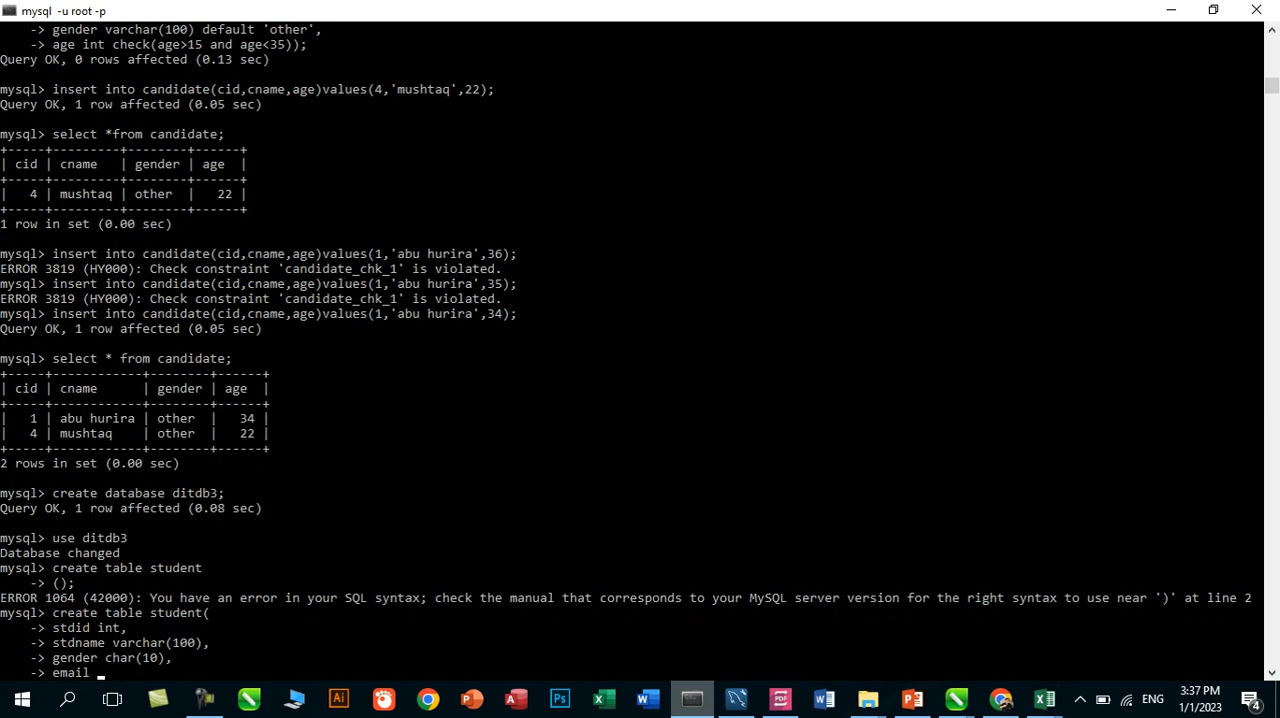 mysql -u root -p
    -> gender varchar(100) default 'other',
    -> age int check(age>15 and age<35));
Query OK, 0 rows affected (0.13 sec)
mysql> insert into candidate(cid,cname,age)values(4,'mushtaq',22);
Query OK, 1 row affected (0.05 sec)
mysql> select *from candidate;
+-----+---------+--------+------+
| cid | cname   | gender | age  |
+-----+---------+--------+------+
|   4 | mushtaq | other  |   22 |
+-----+---------+--------+------+
1 row in set (0.00 sec)
mysql> insert into candidate(cid,cname,age)values(1,'abu hurira',36);
ERROR 3819 (HY000): Check constraint 'candidate_chk_1' is violated.
mysql> insert into candidate(cid,cname,age)values(1,'abu hurira',35);
ERROR 3819 (HY000): Check constraint 'candidate_chk_1' is violated.
mysql> insert into candidate(cid,cname,age)values(1,'abu hurira',34);
Query OK, 1 row affected (0.05 sec)
mysql> select * from candidate;
+-----+------------+--------+------+
| cid | cname      | gender | age  |
+-----+------------+--------+------+
|   1 | abu hurira | other  |   34 |
|   4 | mushtaq    | other  |   22 |
+-----+------------+--------+------+
2 rows in set (0.00 sec)
mysql> create database ditdb3;
Query OK, 1 row affected (0.08 sec)
mysql> use ditdb3
Database changed
mysql> create table student
    -> ();
ERROR 1064 (42000): You have an error in your SQL syntax; check the manual that corresponds to your MySQL server version for the right syntax to use near ')' at line 2
mysql> create table student(
    -> stdid int,
    -> stdname varchar(100),
    -> gender char(10),
    -> email
Ai
Ps
ENG
3:37 PM
1/1/2023
4